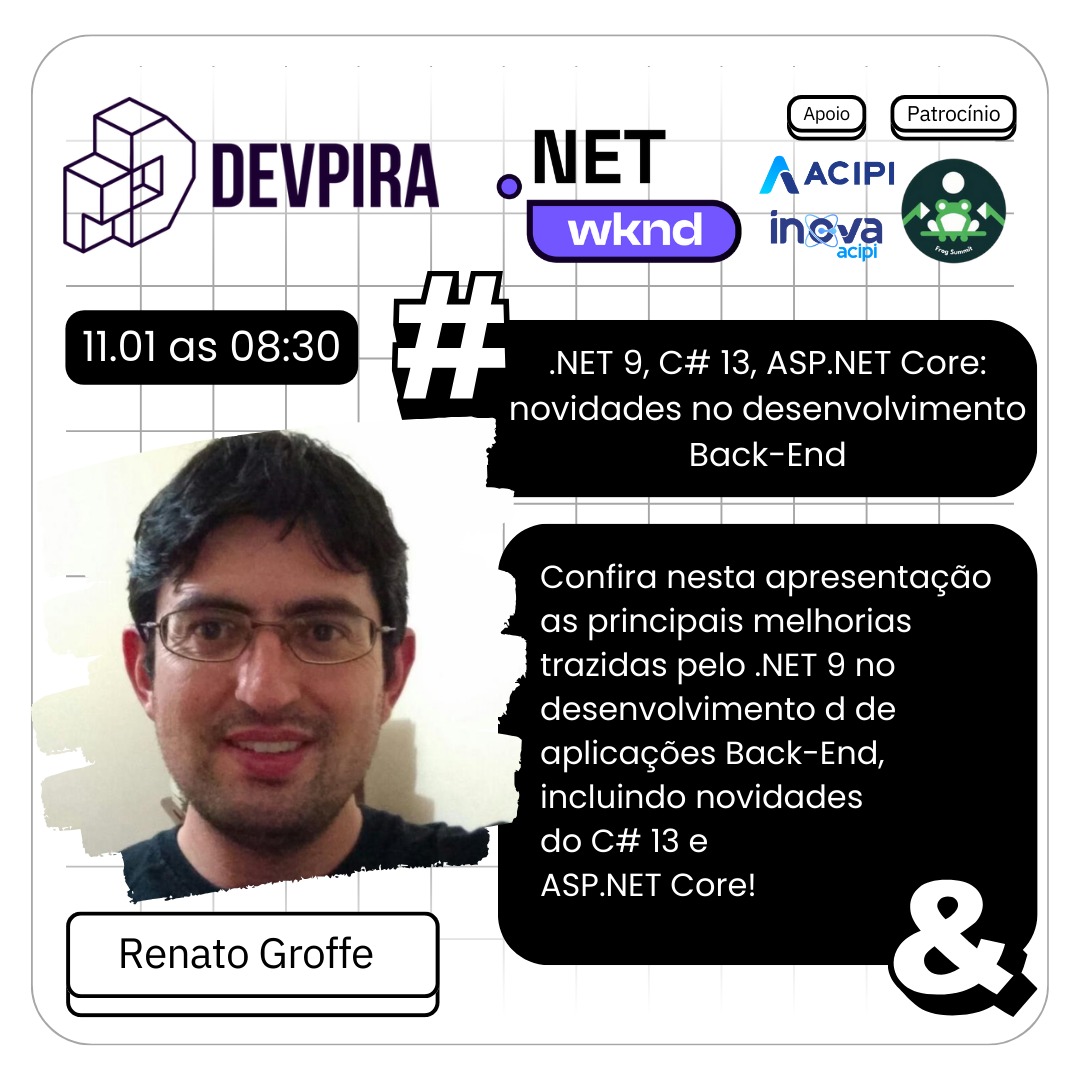 DEVPIRA
.NET
wknd
Apoio
Patrocínio
ACIPI
inova
acipi
Frog Summit
11.01 as 08:30
#
.NET 9, C# 13, ASP.NET Core:
novidades no desenvolvimento
Back-End
Confira nesta apresentação
as principais melhorias
trazidas pelo .NET 9 no
desenvolvimento d de
aplicações Back-End,
incluindo novidades
do C# 13 e
ASP.NET Core!
&
Renato Groffe